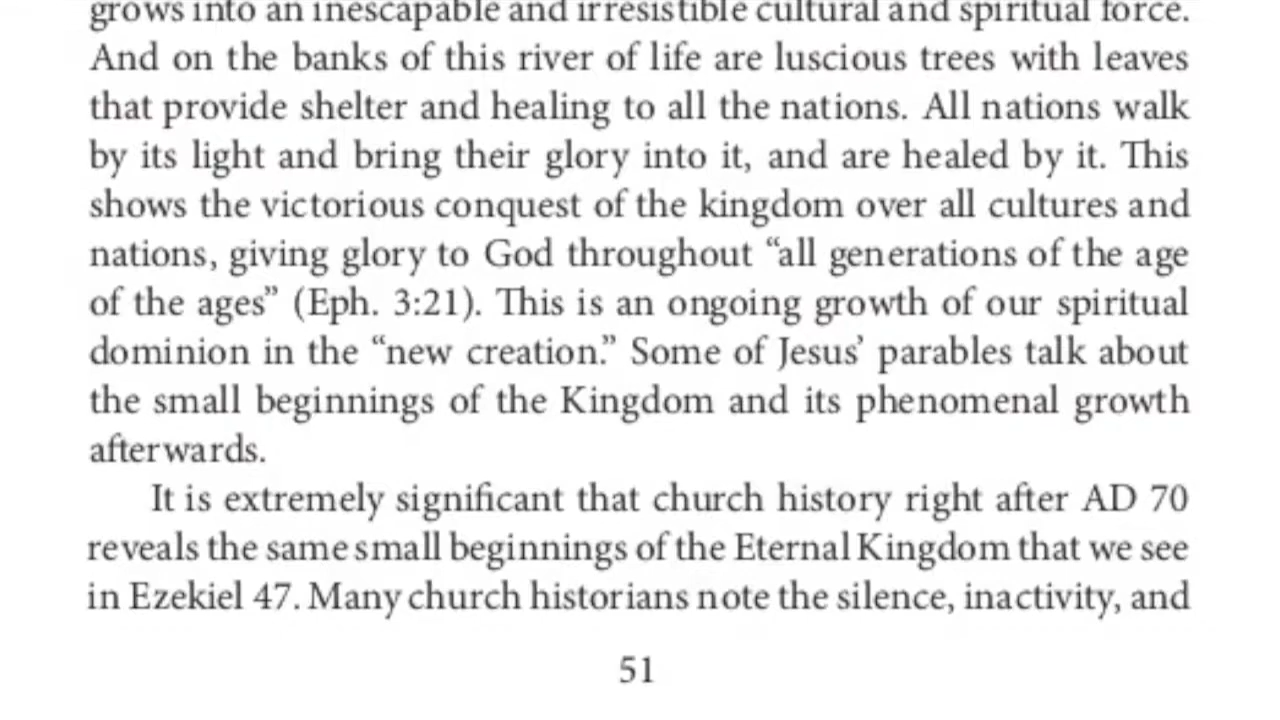 grows into an inescapable and irresistible cultural and spiritual force.
And on the banks of this river of life are luscious trees with leaves
that provide shelter and healing to all the nations. All nations walk
by its light and bring their glory into it, and are healed by it. This
shows the victorious conquest of the kingdom over all cultures and
nations, giving glory to God throughout “all generations of the age
of the ages” (Eph. 3:21). This is an ongoing growth of our spiritual
dominion in the “new creation.” Some of Jesus’ parables talk about
the small beginnings of the Kingdom and its phenomenal growth
afterwards.
It is extremely significant that church history right after AD 70
reveals the same small beginnings of the Eternal Kingdom that we see
in Ezekiel 47. Many church historians note the silence, inactivity, and
51